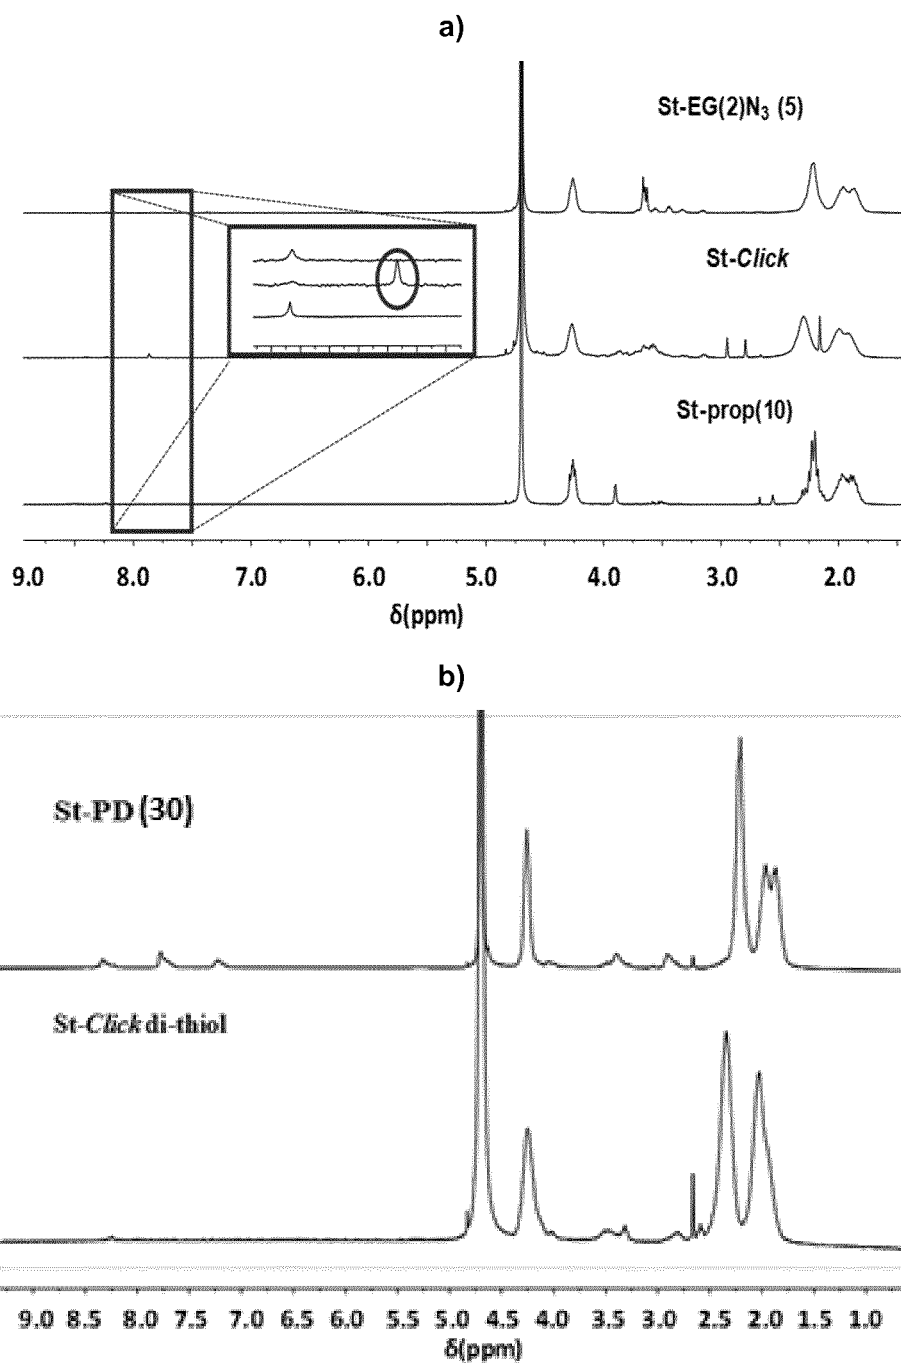 a)
St-EG(2)N₃ (5)
St-Click
St-prop(10)
9.0 8.0 7.0 6.0 5.0 4.0 3.0 2.0
δ(ppm)
b)
St-PD (30)
St-Click di-thiol
9.0 8.5 8.0 7.5 7.0 6.5 6.0 5.5 5.0 4.5 4.0 3.5 3.0 2.5 2.0 1.5 1.0
δ(ppm)